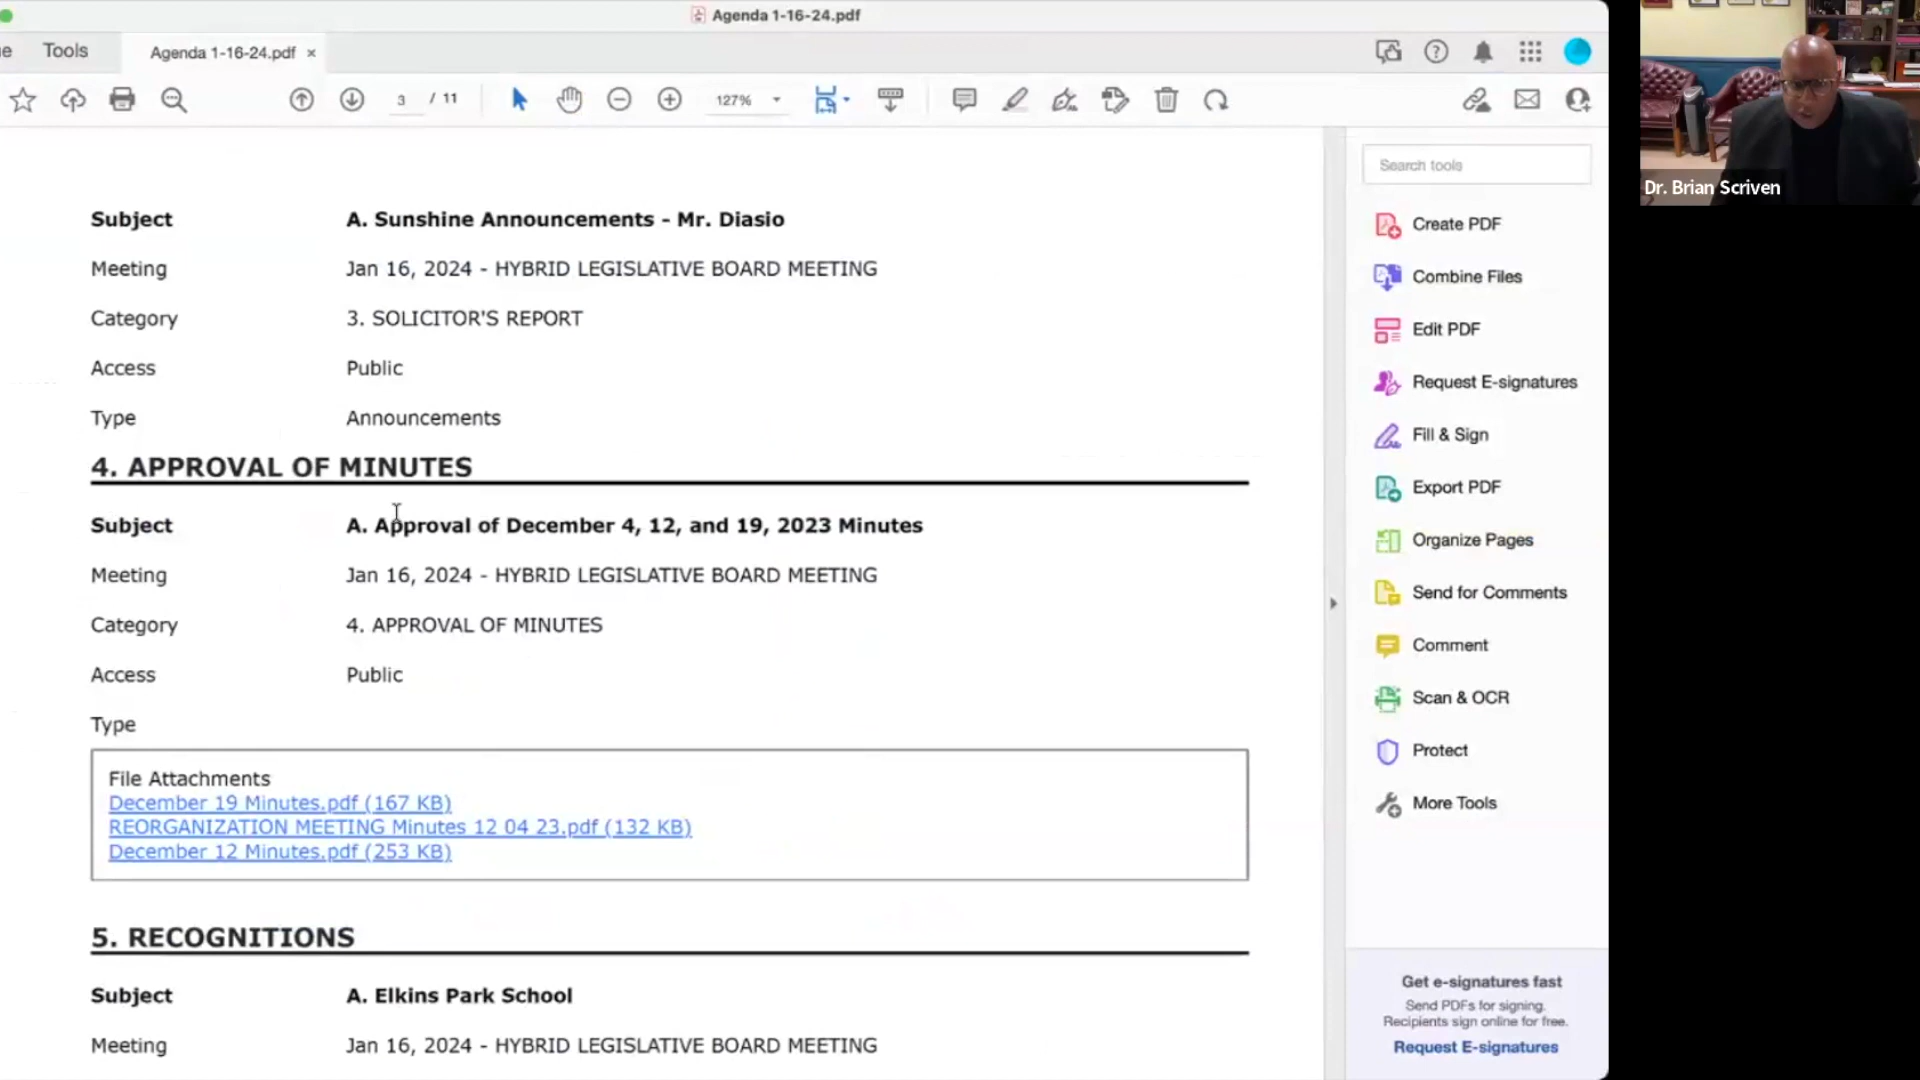 Agenda 1-16-24.pdf
e Tools Agenda 1-16-24.pdf ×
3 / 11 127%
Subject A. Sunshine Announcements - Mr. Diasio
Meeting Jan 16, 2024 - HYBRID LEGISLATIVE BOARD MEETING
Category 3. SOLICITOR'S REPORT
Access Public
Type Announcements
4. APPROVAL OF MINUTES
Subject A. Approval of December 4, 12, and 19, 2023 Minutes
Meeting Jan 16, 2024 - HYBRID LEGISLATIVE BOARD MEETING
Category 4. APPROVAL OF MINUTES
Access Public
Type
File Attachments
December 19 Minutes.pdf (167 KB)
REORGANIZATION MEETING Minutes 12 04 23.pdf (132 KB)
December 12 Minutes.pdf (253 KB)
5. RECOGNITIONS
Subject A. Elkins Park School
Meeting Jan 16, 2024 - HYBRID LEGISLATIVE BOARD MEETING
Search tools
Create PDF
Combine Files
Edit PDF
Request E-signatures
Fill & Sign
Export PDF
Organize Pages
Send for Comments
Comment
Scan & OCR
Protect
More Tools
Get e-signatures fast
Send PDFs for signing.
Recipients sign online for free.
Request E-signatures
Dr. Brian Scriven